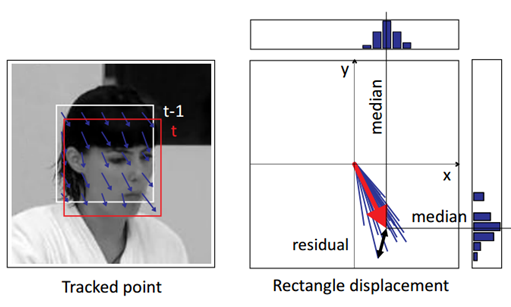 t-1
t
Tracked point
y
median
x
median
residual
Rectangle displacement